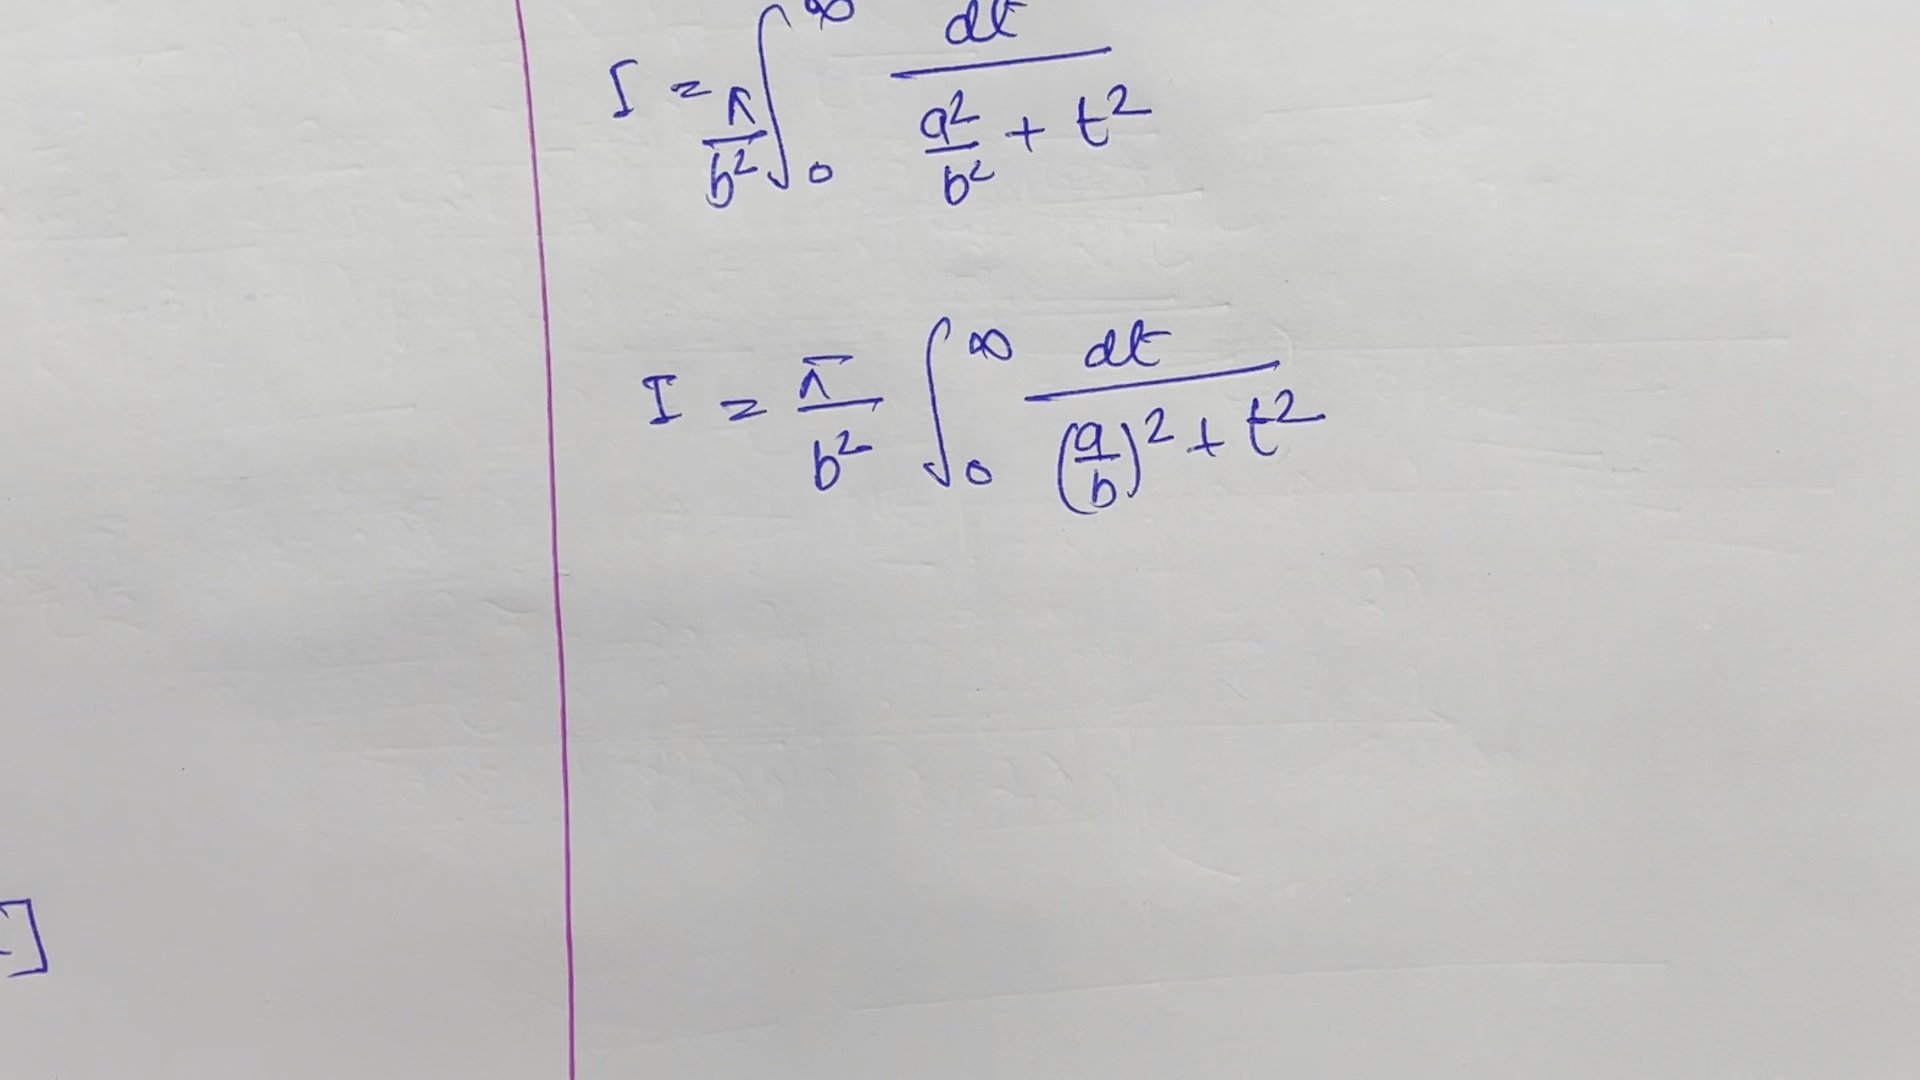 I = π/b² ∫₀^∞ dt / (a²/b² + t²)
I = π/b² ∫₀^∞ dt / ((a/b)² + t²)
]